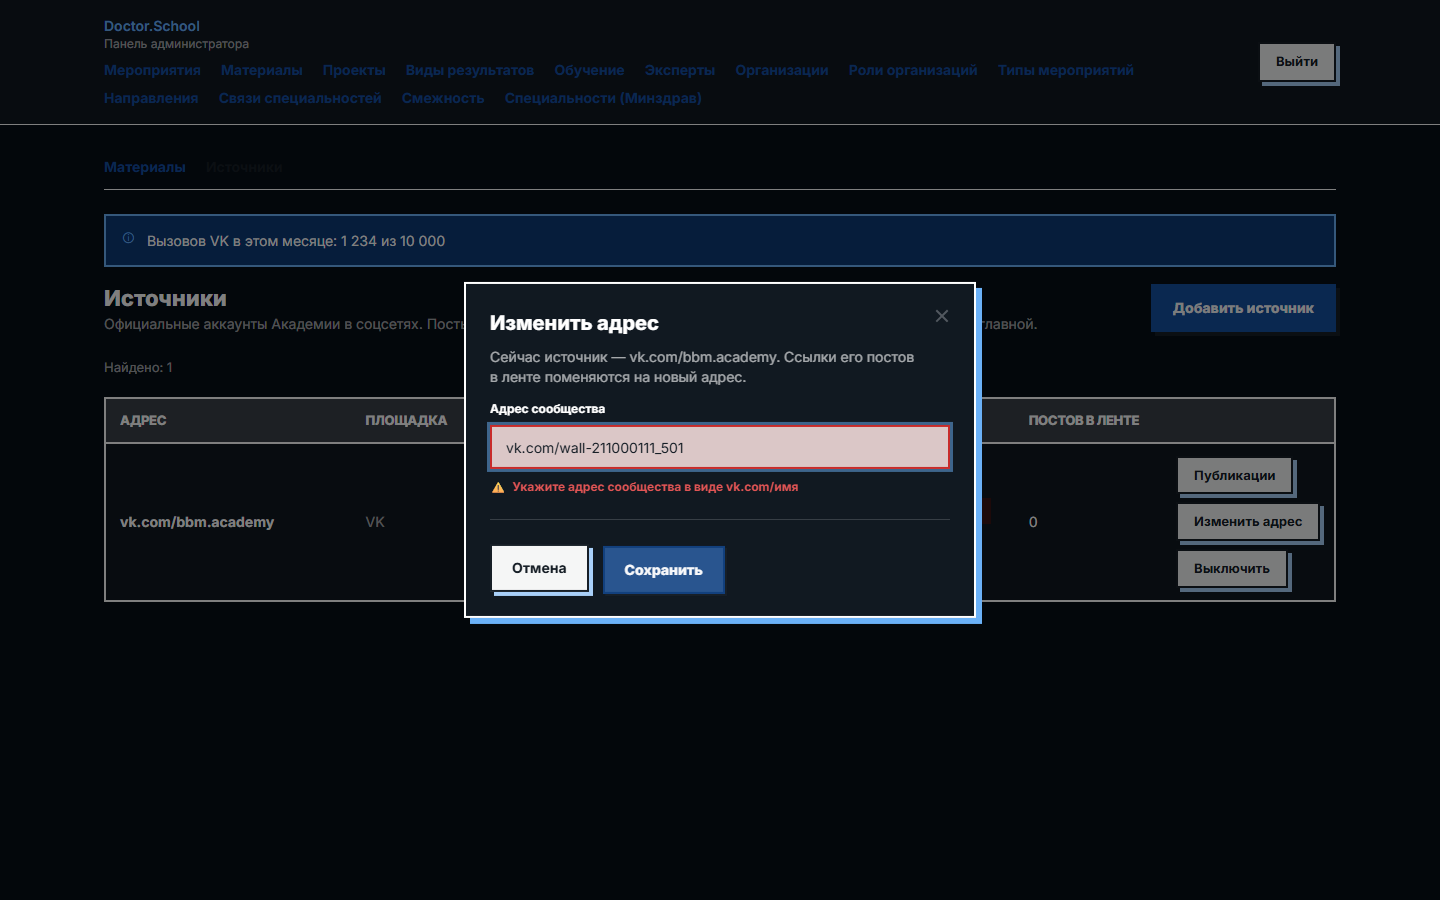 Doctor.School
Панель администратора
Мероприятия Материалы Проекты Виды результатов Обучение Эксперты Организации Роли организаций Типы мероприятий
Направления Связи специальностей Смежность Специальности (Минздрав)
Выйти
Материалы Источники
Вызовов VK в этом месяце: 1 234 из 10 000
Источники
Официальные аккаунты Академии в соцсетях. главной.
Добавить источник
Найдено: 1
АДРЕС ПЛОЩАДКА ПОСТОВ В ЛЕНТЕ
vk.com/bbm.academy VK 0
Публикации
Изменить адрес
Выключить
Изменить адрес
Сейчас источник — vk.com/bbm.academy. Ссылки его постов
в ленте поменяются на новый адрес.
Адрес сообщества
vk.com/wall-211000111_501
Укажите адрес сообщества в виде vk.com/имя
Отмена Сохранить